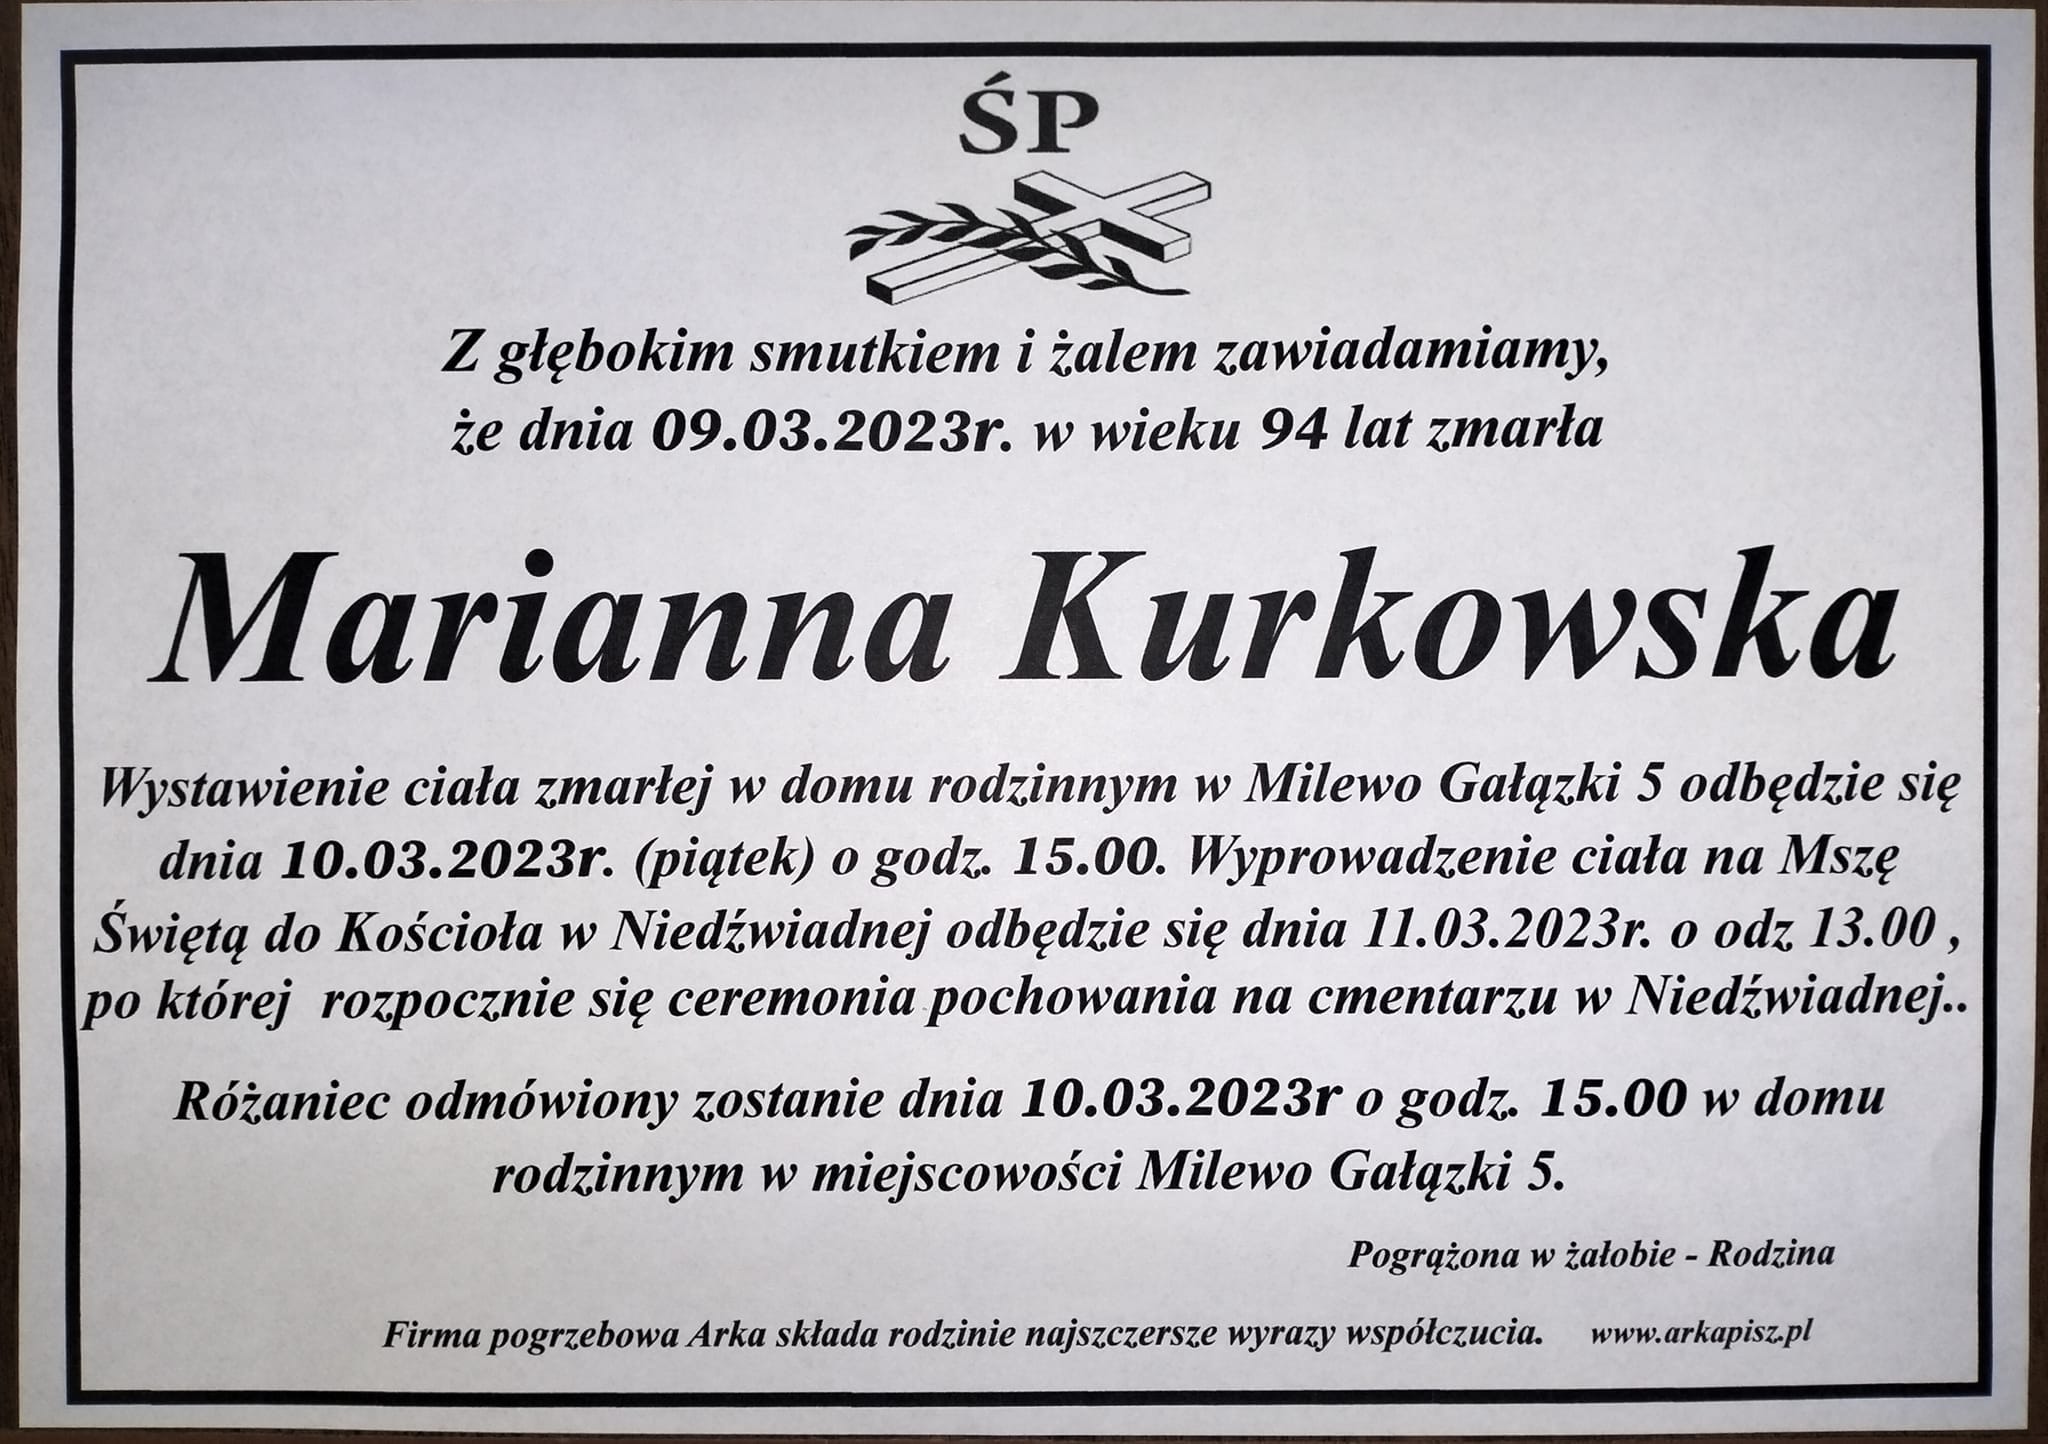 ŚP
Z głębokim smutkiem i żalem zawiadamiamy,
że dnia 09.03.2023r. w wieku 94 lat zmarła
Marianna Kurkowska
Wystawienie ciała zmarłej w domu rodzinnym w Milewo Gałązki 5 odbędzie się
dnia 10.03.2023r. (piątek) o godz. 15.00. Wyprowadzenie ciała na Mszę
Świętą do Kościoła w Niedźwiadnej odbędzie się dnia 11.03.2023r. o odz 13.00 ,
po której rozpocznie się ceremonia pochowania na cmentarzu w Niedźwiadnej..
Różaniec odmówiony zostanie dnia 10.03.2023r o godz. 15.00 w domu
rodzinnym w miejscowości Milewo Gałązki 5.
Pogrążona w żałobie - Rodzina
Firma pogrzebowa Arka składa rodzinie najszczersze wyrazy współczucia. www.arkapisz.pl